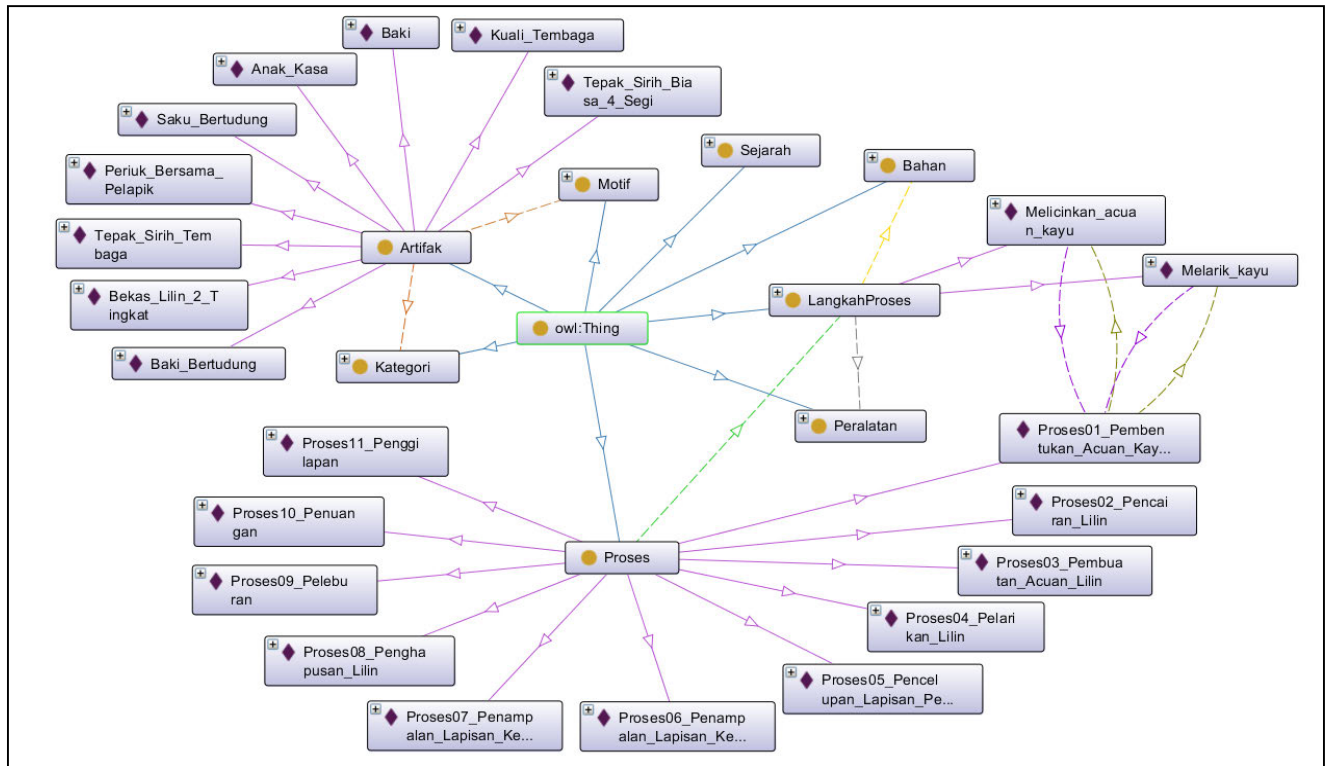 Baki
Kuali_Tembaga
Anak_Kasa
Tepak_Sirih_Bia
sa_4_Segi
Saku_Bertudung
Sejarah
Bahan
Periuk_Bersama_
Pelapik
Motif
Melicinkan_acua
n_kayu
Tepak_Sirih_Tem
baga
Artifak
Melarik_kayu
Bekas_Lilin_2_T
ingkat
LangkahProses
owl:Thing
Baki_Bertudung
Kategori
Peralatan
Proses01_Pemben
tukan_Acuan_Kay...
Proses11_Penggi
lapan
Proses02_Pencai
ran_Lilin
Proses10_Penuan
gan
Proses
Proses03_Pembua
tan_Acuan_Lilin
Proses09_Pelebu
ran
Proses04_Pelari
kan_Lilin
Proses08_Pengha
pusan_Lilin
Proses05_Pencel
upan_Lapisan_Pe...
Proses07_Penamp
alan_Lapisan_Ke...
Proses06_Penamp
alan_Lapisan_Ke...